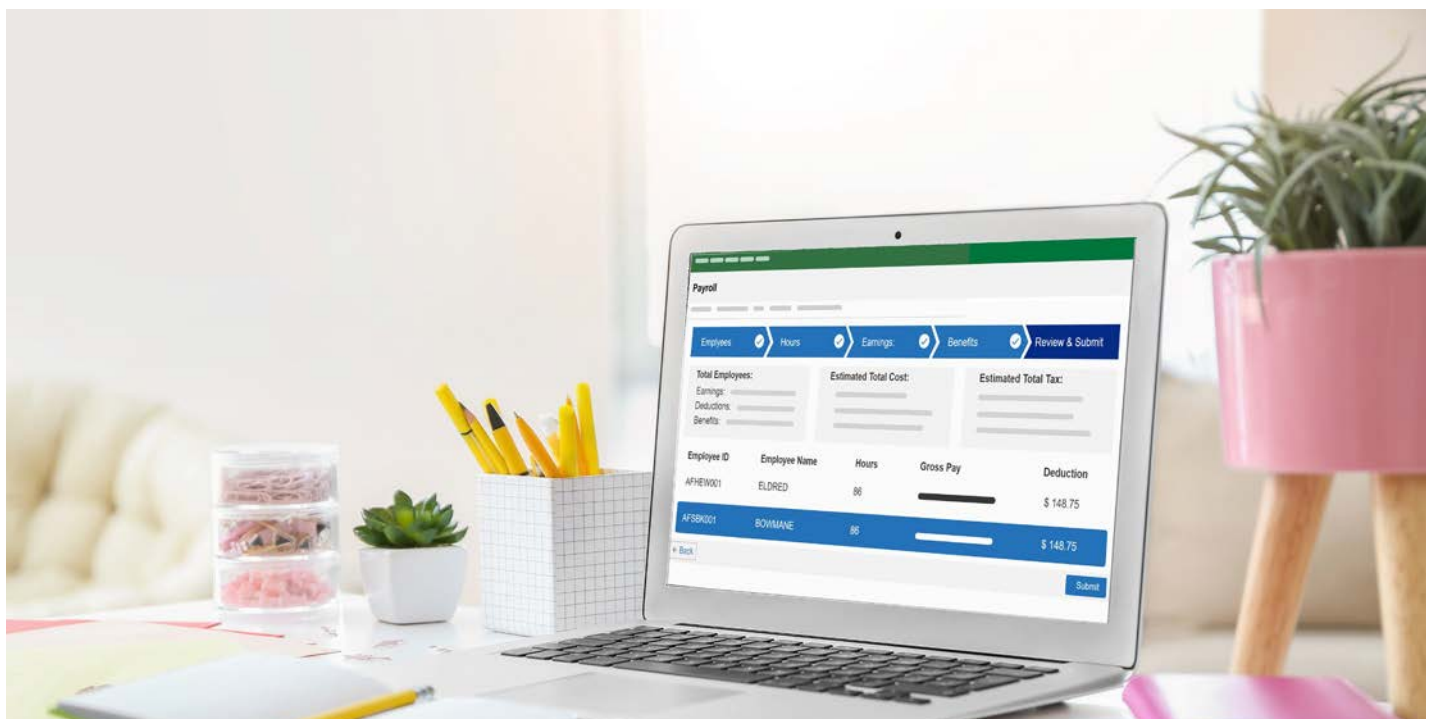 Payroll
Emplyees Hours Earnings: Benefits Review & Submit
Total Employees: Estimated Total Cost: Estimated Total Tax:
Earnings:
Deductions:
Benefits:
Employee ID Employee Name Hours Gross Pay Deduction
AFHEW001 ELDRED 86 $ 148.75
AFSBK001 BOWMANE 86 $ 148.75
← Back
Submit